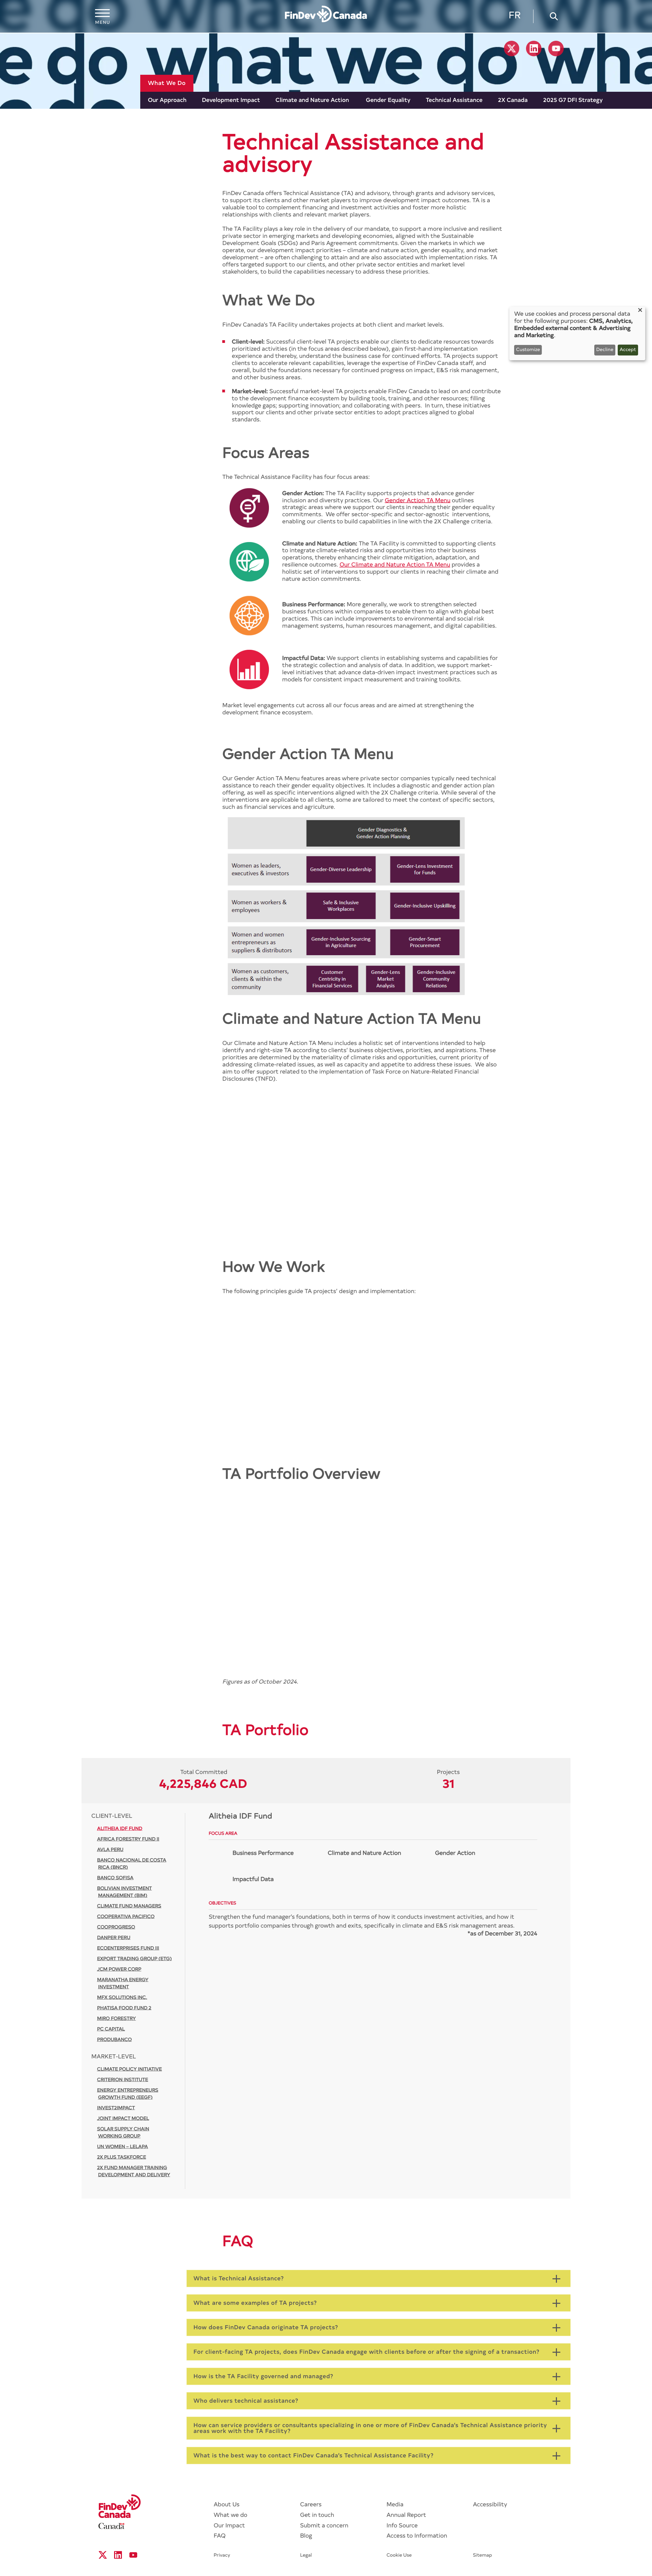 MENU
FinDev Canada
FR
e do what we do what we do wha
What We Do
Our Approach
Development Impact
Climate and Nature Action
Gender Equality
Technical Assistance
2X Canada
2025 G7 DFI Strategy
Technical Assistance and
advisory
FinDev Canada offers Technical Assistance (TA) and advisory, through grants and advisory services,
to support its clients and other market players to improve development impact outcomes. TA is a
valuable tool to complement financing and investment activities and foster more holistic
relationships with clients and relevant market players.
The TA Facility plays a key role in the delivery of our mandate, to support a more inclusive and resilient
private sector in emerging markets and developing economies, aligned with the Sustainable
Development Goals (SDGs) and Paris Agreement commitments. Given the markets in which we
operate, our development impact priorities – climate and nature action, gender equality, and market
development – are often challenging to attain and are also associated with implementation risks. TA
offers targeted support to our clients, and other private sector entities and market level
stakeholders, to build the capabilities necessary to address these priorities.
What We Do
FinDev Canada's TA Facility undertakes projects at both client and market levels.
Client-level: Successful client-level TA projects enable our clients to dedicate resources towards
prioritized activities (in the focus areas described below), gain first-hand implementation
experience and thereby, understand the business case for continued efforts. TA projects support
clients to accelerate relevant capabilities, leverage the expertise of FinDev Canada staff, and
overall, build the foundations necessary for continued progress on impact, E&S risk management,
and other business areas.
Market-level: Successful market-level TA projects enable FinDev Canada to lead on and contribute
to the development finance ecosystem by building tools, training, and other resources; filling
knowledge gaps; supporting innovation; and collaborating with peers. In turn, these initiatives
support our clients and other private sector entities to adopt practices aligned to global
standards.
We use cookies and process personal data
for the following purposes: CMS, Analytics,
Embedded external content & Advertising
and Marketing.
Customize
Decline
Accept
Focus Areas
The Technical Assistance Facility has four focus areas:
Gender Action: The TA Facility supports projects that advance gender
inclusion and diversity practices. Our Gender Action TA Menu outlines
strategic areas where we support our clients in reaching their gender equality
commitments. We offer sector-specific and sector-agnostic interventions,
enabling our clients to build capabilities in line with the 2X Challenge criteria.
Climate and Nature Action: The TA Facility is committed to supporting clients
to integrate climate-related risks and opportunities into their business
operations, thereby enhancing their climate mitigation, adaptation, and
resilience outcomes. Our Climate and Nature Action TA Menu provides a
holistic set of interventions to support our clients in reaching their climate and
nature action commitments.
Business Performance: More generally, we work to strengthen selected
business functions within companies to enable them to align with global best
practices. This can include improvements to environmental and social risk
management systems, human resources management, and digital capabilities.
Impactful Data: We support clients in establishing systems and capabilities for
the strategic collection and analysis of data. In addition, we support market-
level initiatives that advance data-driven impact investment practices such as
models for consistent impact measurement and training toolkits.
Market level engagements cut across all our focus areas and are aimed at strengthening the
development finance ecosystem.
Gender Action TA Menu
Our Gender Action TA Menu features areas where private sector companies typically need technical
assistance to reach their gender equality objectives. It includes a gender diagnostic and action plan
offering, as well as specific interventions aligned with the 2X Challenge criteria. While several of the
interventions are applicable to all clients, some are tailored to meet the context of specific sectors,
such as financial services and agriculture.
Gender Diagnostics &
Gender Action Planning
Women as leaders,
executives & investors
Gender-Diverse Leadership
Gender-Lens Investment
for Funds
Women as workers &
employees
Safe & Inclusive
Workplaces
Gender-Inclusive Upskilling
Women and women
entrepreneurs as
suppliers & distributors
Gender-Inclusive Sourcing
in Agriculture
Gender-Smart
Procurement
Women as customers,
clients & within the
community
Customer
Centricity in
Financial Services
Gender-Lens
Market
Analysis
Gender-Inclusive
Community
Relations
Climate and Nature Action TA Menu
Our Climate and Nature Action TA Menu includes a holistic set of interventions intended to help
identify and right-size TA according to clients' business objectives, priorities, and aspirations. These
priorities are determined by the materiality of climate risks and opportunities, current priority of
addressing climate-related issues, as well as capacity and appetite to address these issues. We also
aim to offer support related to the implementation of Task Force on Nature-Related Financial
Disclosures (TNFD).
How We Work
The following principles guide TA projects' design and implementation:
TA Portfolio Overview
Figures as of October 2024.
TA Portfolio
Total Committed
4,225,846 CAD
Projects
31
CLIENT-LEVEL
ALITHEIA IDF FUND
AFRICA FORESTRY FUND II
AVLA PERU
BANCO NACIONAL DE COSTA
RICA (BNCR)
BANCO SOFISA
BOLIVIAN INVESTMENT
MANAGEMENT (BIM)
CLIMATE FUND MANAGERS
COOPERATIVA PACIFICO
COOPROGRESO
DANPER PERU
ECOENTERPRISES FUND III
EXPORT TRADING GROUP (ETG)
JCM POWER CORP
MARANATHA ENERGY
INVESTMENT
MFX SOLUTIONS INC.
PHATISA FOOD FUND 2
MIRO FORESTRY
PC CAPITAL
PRODUBANCO
MARKET-LEVEL
CLIMATE POLICY INITIATIVE
CRITERION INSTITUTE
ENERGY ENTREPRENEURS
GROWTH FUND (EEGF)
INVEST2IMPACT
JOINT IMPACT MODEL
SOLAR SUPPLY CHAIN
WORKING GROUP
UN WOMEN – LELAPA
2X PLUS TASKFORCE
2X FUND MANAGER TRAINING
DEVELOPMENT AND DELIVERY
Alitheia IDF Fund
FOCUS AREA
Business Performance
Climate and Nature Action
Gender Action
Impactful Data
OBJECTIVES
Strengthen the fund manager's foundations, both in terms of how it conducts investment activities, and how it
supports portfolio companies through growth and exits, specifically in climate and E&S risk management areas.
*as of December 31, 2024
FAQ
What is Technical Assistance?
What are some examples of TA projects?
How does FinDev Canada originate TA projects?
For client-facing TA projects, does FinDev Canada engage with clients before or after the signing of a transaction?
How is the TA Facility governed and managed?
Who delivers technical assistance?
How can service providers or consultants specializing in one or more of FinDev Canada's Technical Assistance priority
areas work with the TA Facility?
What is the best way to contact FinDev Canada's Technical Assistance Facility?
FinDev
Canada
Canada
About Us
What we do
Our Impact
FAQ
Careers
Get in touch
Submit a concern
Blog
Media
Annual Report
Info Source
Access to Information
Accessibility
Privacy
Legal
Cookie Use
Sitemap